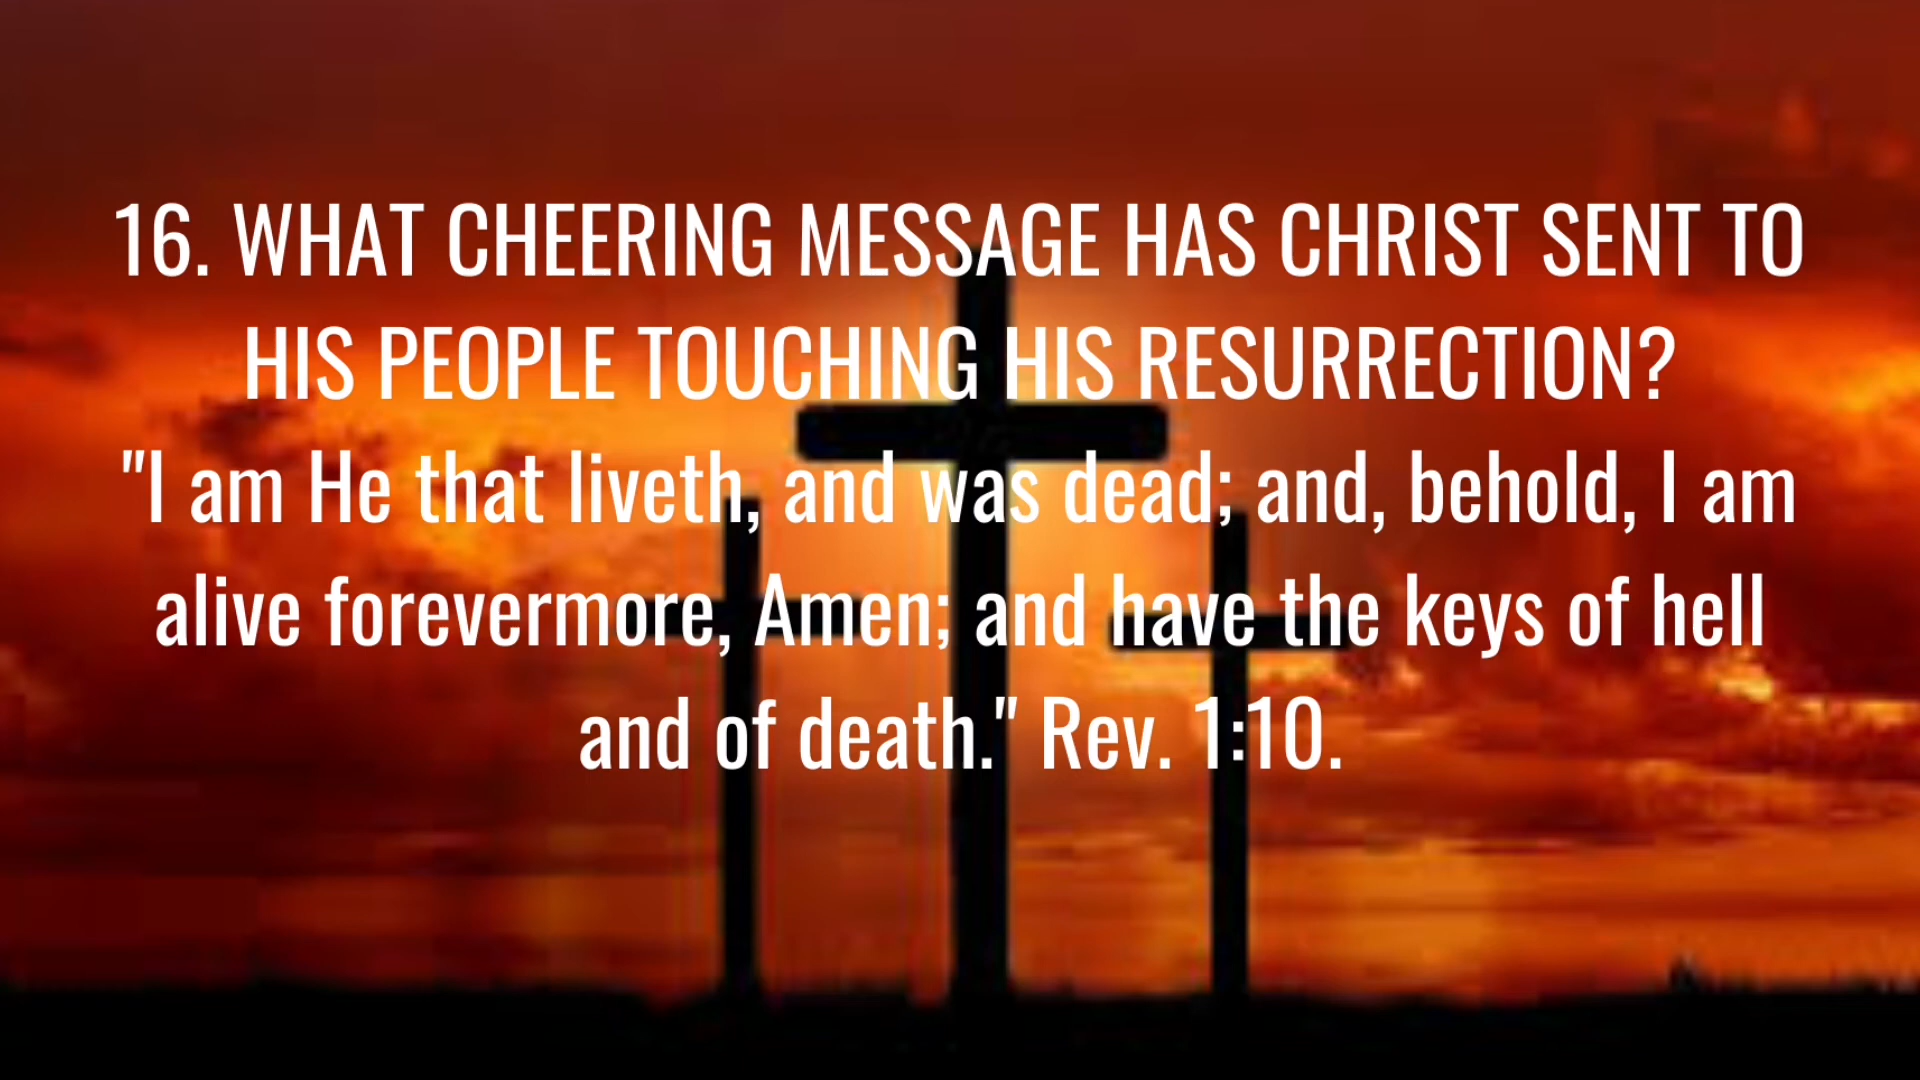 16. WHAT CHEERING MESSAGE HAS CHRIST SENT TO
HIS PEOPLE TOUCHING HIS RESURRECTION?
"I am He that liveth, and was dead; and, behold, I am
alive forevermore, Amen; and have the keys of hell
and of death." Rev. 1:10.